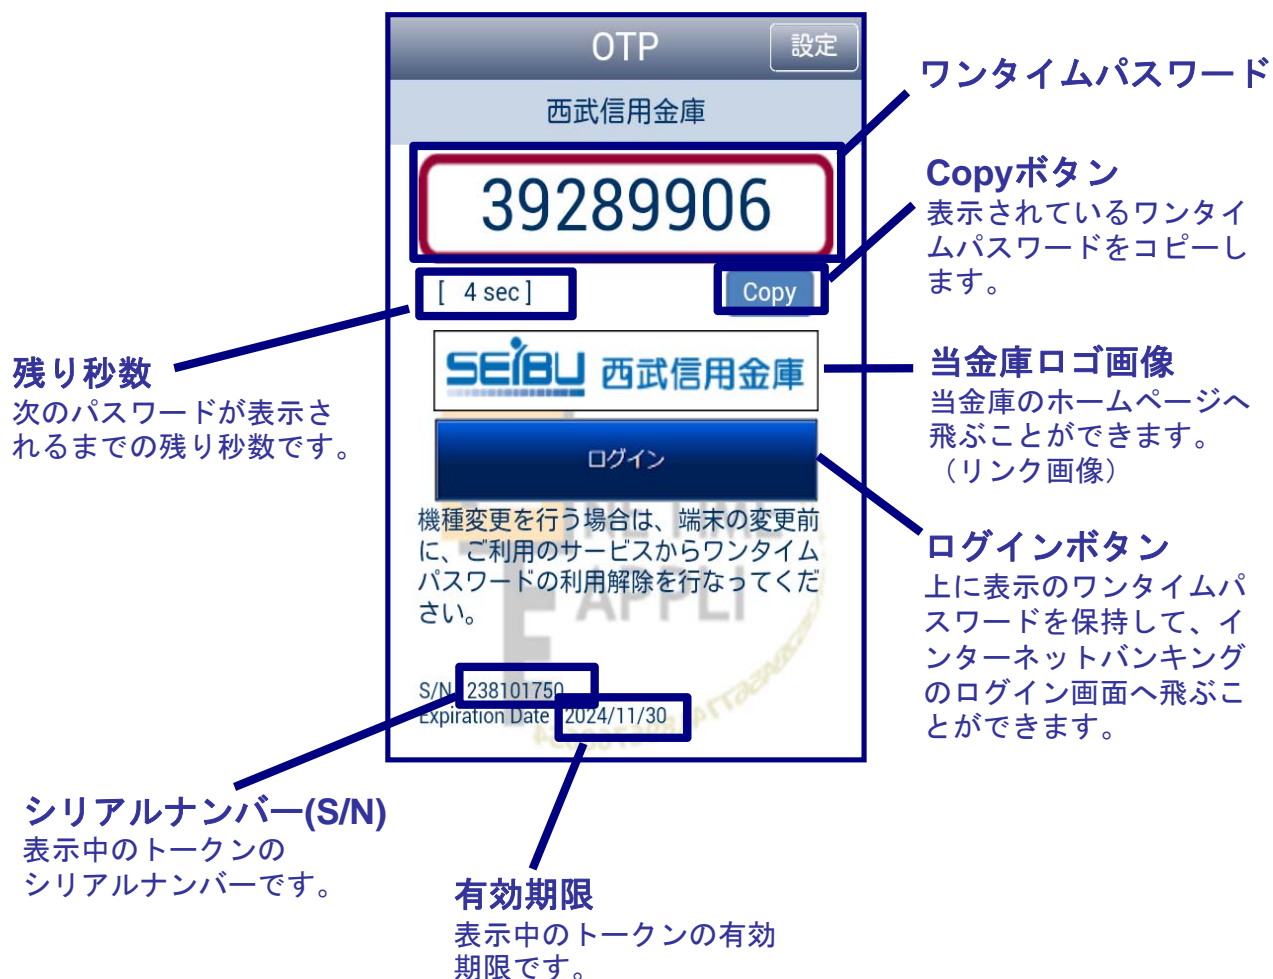 OTP
設定
西武信用金庫
39289906
[ 4 sec ]
Copy
SEIBU 西武信用金庫
ログイン
機種変更を行う場合は、端末の変更前
に、ご利用のサービスからワンタイム
パスワードの利用解除を行なってくだ
さい。
S/N 238101750
Expiration Date 2024/11/30
NE TIME
APPLI
ワンタイムパスワード
Copyボタン
表示されているワンタイ
ムパスワードをコピーし
ます。
当金庫ロゴ画像
当金庫のホームページへ
飛ぶことができます。
（リンク画像）
ログインボタン
上に表示のワンタイムパ
スワードを保持して、イ
ンターネットバンキング
のログイン画面へ飛ぶこ
とができます。
残り秒数
次のパスワードが表示さ
れるまでの残り秒数です。
シリアルナンバー(S/N)
表示中のトークンの
シリアルナンバーです。
有効期限
表示中のトークンの有効
期限です。